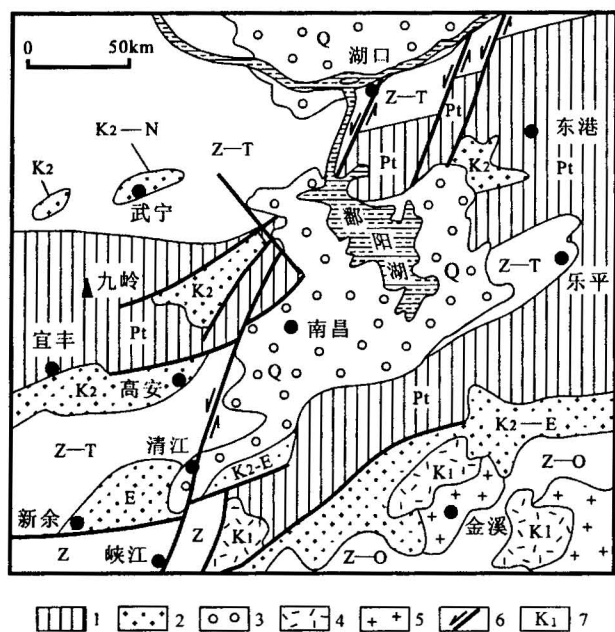 0 50km
Q
湖口
Z—T
K2—N
Z—T
Pt
东港
K2
Pt
K2
武宁
鄱
阳
湖
Q
Z—T
乐平
九岭
K2
宜丰
Pt
南昌
K2
高安
Q
Pt
K2—E
Z—T
清江
K2-E
Z—O
E
K1
新余
K1
金溪
K1
Z
峡江
Z
Z—O
1 2 3 4 5 6 K1 7